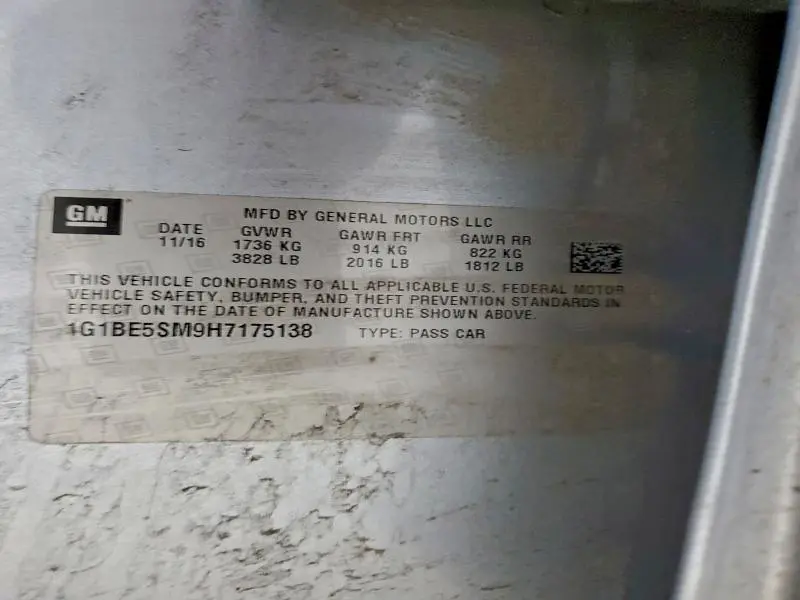 GM
MFD BY GENERAL MOTORS LLC
DATE GVWR GAWR FRT GAWR RR
11/16 1736 KG 914 KG 822 KG
3828 LB 2016 LB 1812 LB
THIS VEHICLE CONFORMS TO ALL APPLICABLE U.S. FEDERAL MOTOR
VEHICLE SAFETY, BUMPER, AND THEFT PREVENTION STANDARDS IN
EFFECT ON THE DATE OF MANUFACTURE SHOWN ABOVE.
1G1BE5SM9H7175138 TYPE: PASS CAR